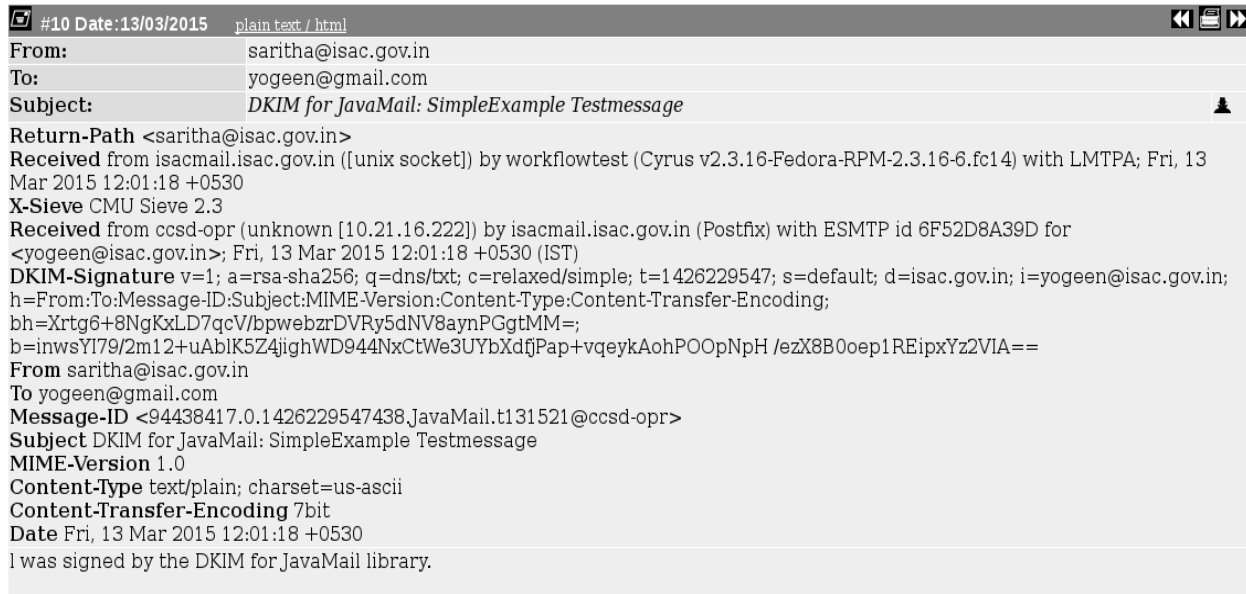 #10 Date:13/03/2015 plain text / html
From: saritha@isac.gov.in
To: yogeen@gmail.com
Subject: DKIM for JavaMail: SimpleExample Testmessage
Return-Path <saritha@isac.gov.in>
Received from isacmail.isac.gov.in ([unix socket]) by workflowtest (Cyrus v2.3.16-Fedora-RPM-2.3.16-6.fc14) with LMTPA; Fri, 13
Mar 2015 12:01:18 +0530
X-Sieve CMU Sieve 2.3
Received from ccsd-opr (unknown [10.21.16.222]) by isacmail.isac.gov.in (Postfix) with ESMTP id 6F52D8A39D for
<yogeen@isac.gov.in>; Fri, 13 Mar 2015 12:01:18 +0530 (IST)
DKIM-Signature v=1; a=rsa-sha256; q=dns/txt; c=relaxed/simple; t=1426229547; s=default; d=isac.gov.in; i=yogeen@isac.gov.in;
h=From:To:Message-ID:Subject:MIME-Version:Content-Type:Content-Transfer-Encoding;
bh=Xrtg6+8NgKxLD7qcV/bpwebzrDVRy5dNV8aynPGgtMM=;
b=inwsYI79/2m12+uAblK5Z4jighWD944NxCtWe3UYbXdfjPap+vqeykAohPOOpNpH /ezX8B0oep1REipxYz2VIA==
From saritha@isac.gov.in
To yogeen@gmail.com
Message-ID <94438417.0.1426229547438.JavaMail.t131521@ccsd-opr>
Subject DKIM for JavaMail: SimpleExample Testmessage
MIME-Version 1.0
Content-Type text/plain; charset=us-ascii
Content-Transfer-Encoding 7bit
Date Fri, 13 Mar 2015 12:01:18 +0530
I was signed by the DKIM for JavaMail library.